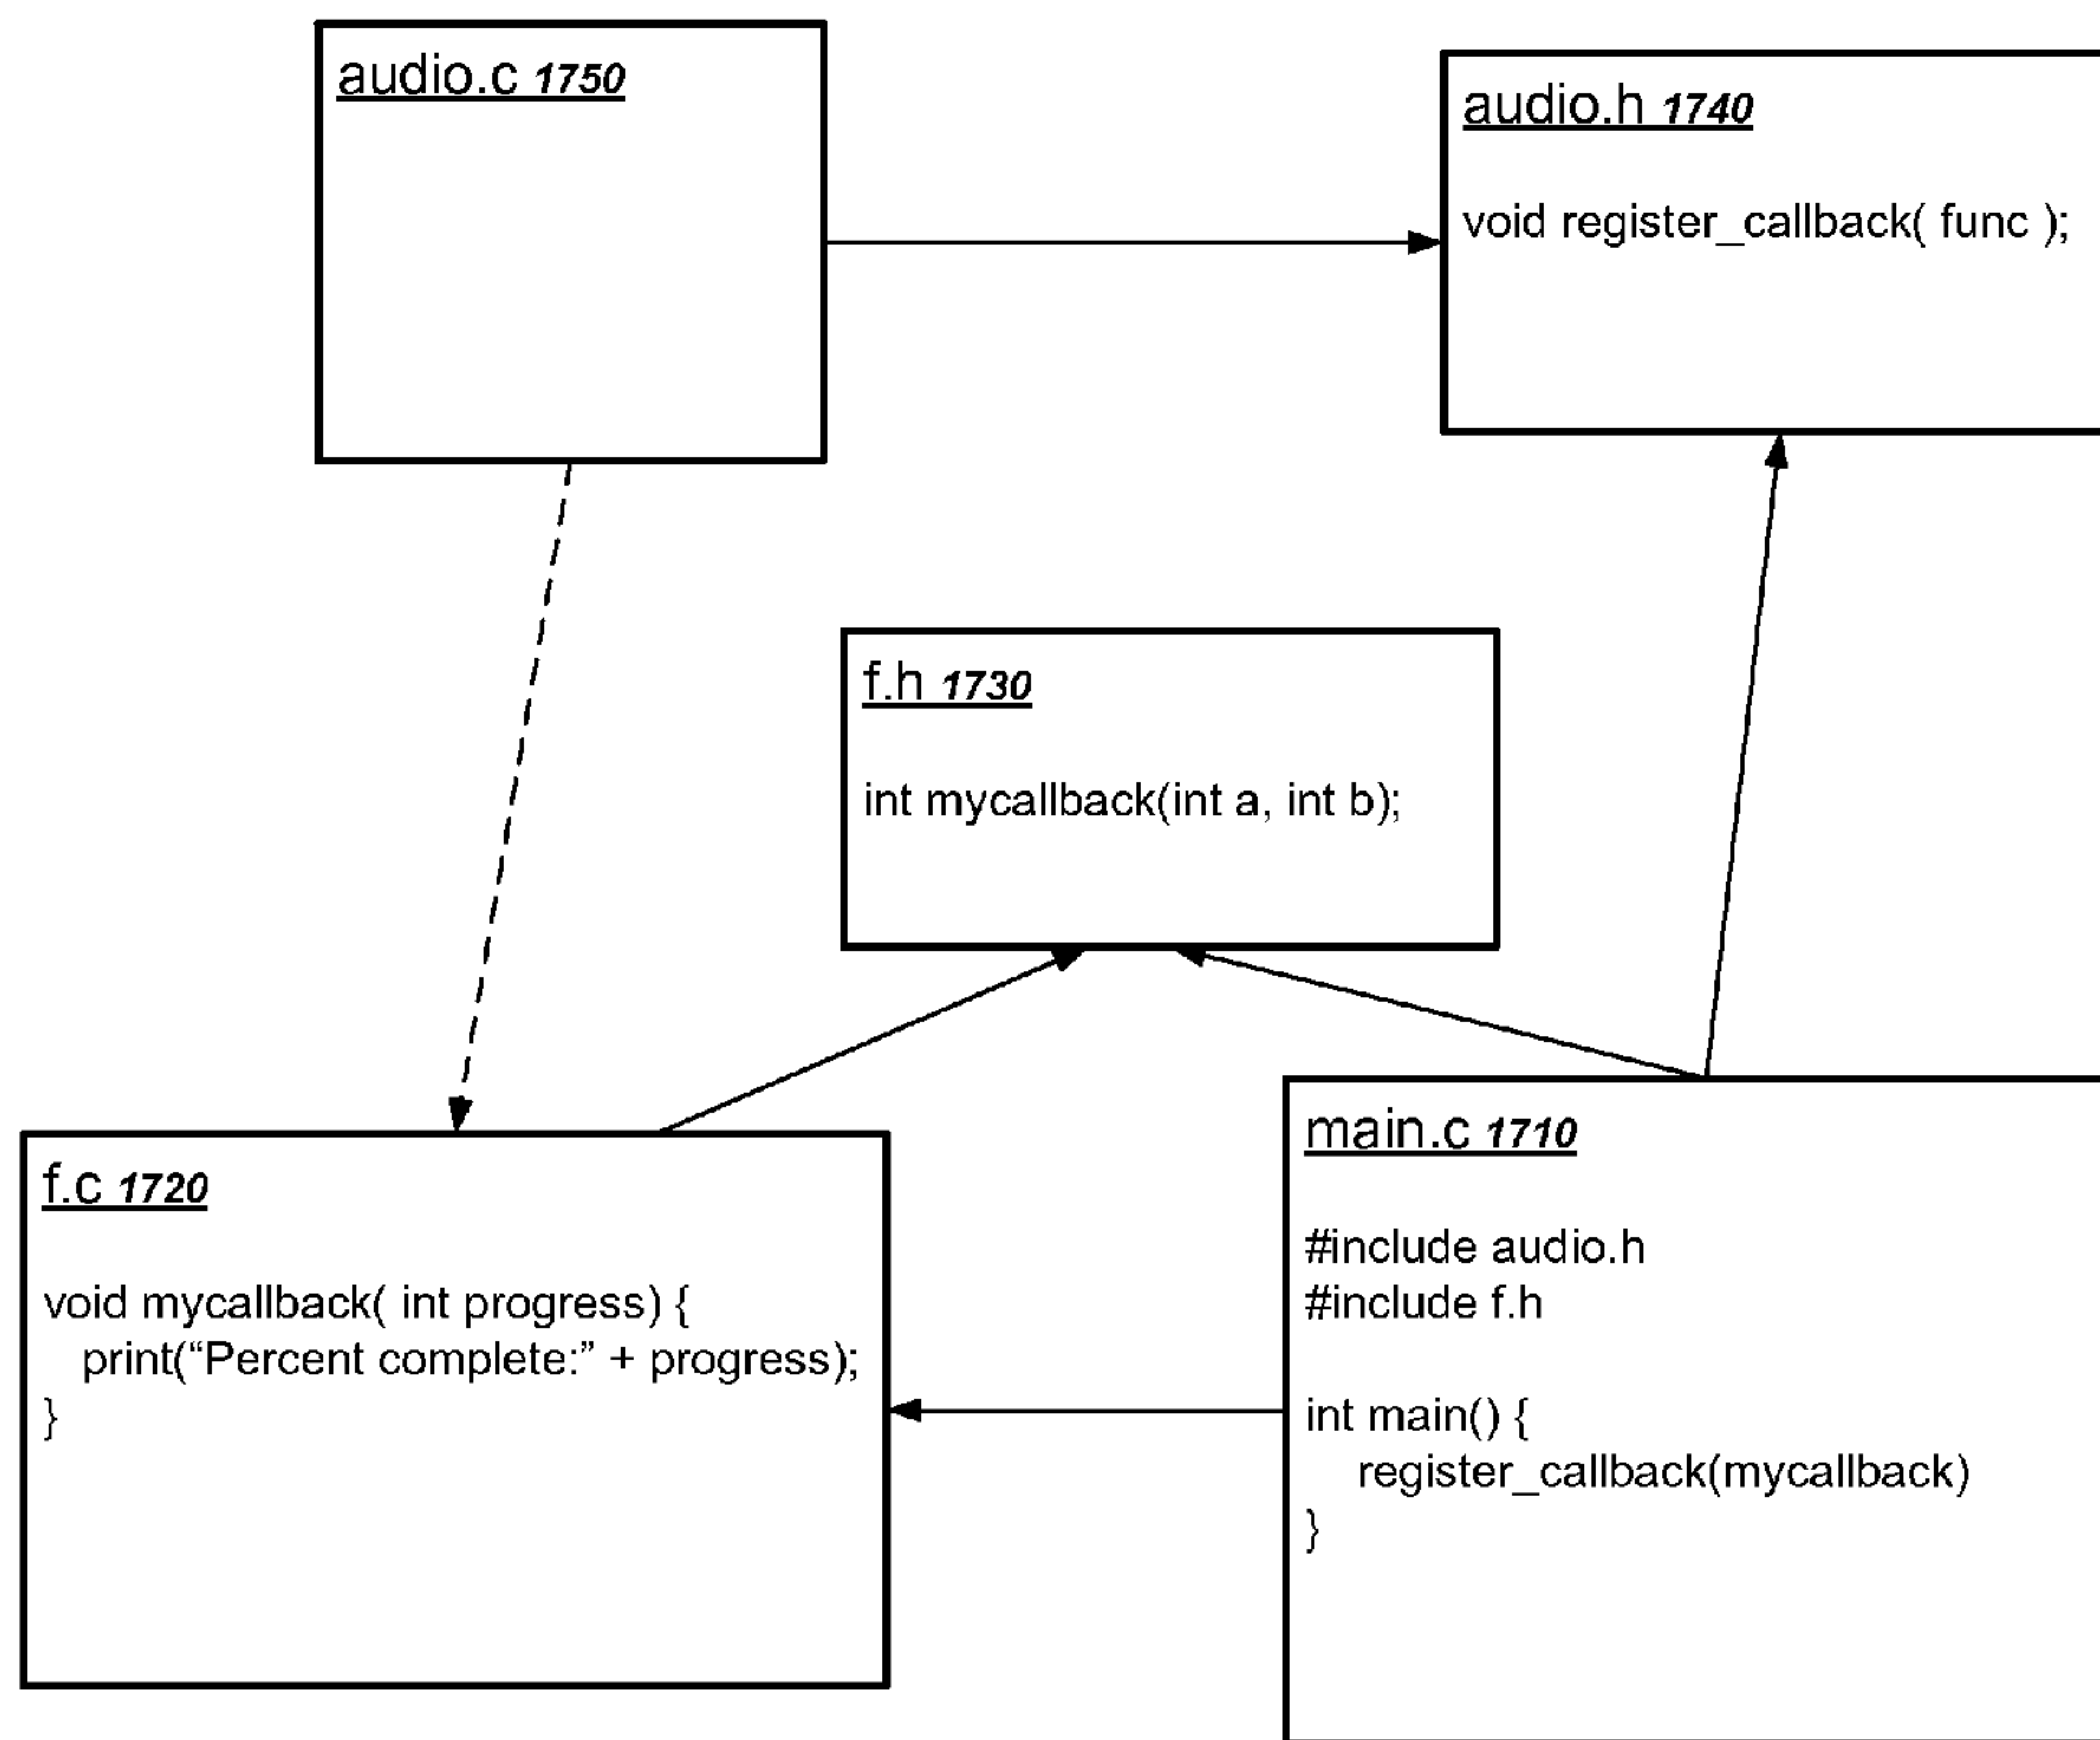 audio.c 1750
audio.h 1740
void register_callback( func );
f.h 1730
int mycallback(int a, int b);
f.c 1720
void mycallback( int progress) {
print(“Percent complete:” + progress);
}
main.c 1710
#include audio.h
#include f.h
int main() {
register_callback(mycallback)
}